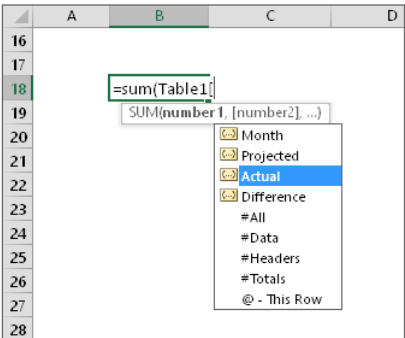 A B C D
16
17
18 =sum(Table1[
19 SUM(number1, [number2], ...)
20 Month
Projected
21 Actual
22 Difference
23 #All
24 #Data
25 #Headers
26 #Totals
27 @ - This Row
28